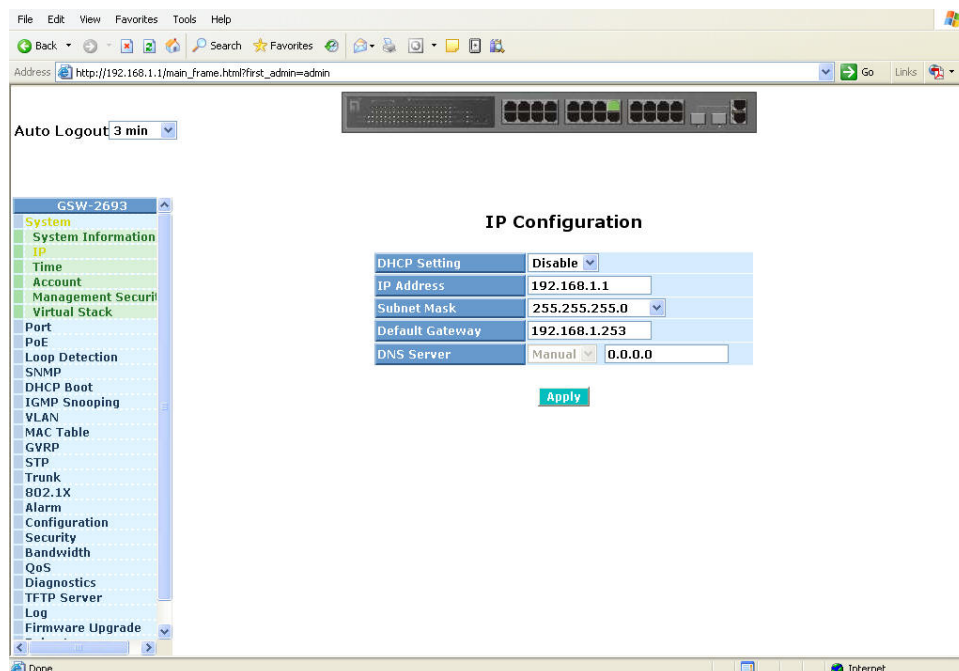 File Edit View Favorites Tools Help
Back Search Favorites
Address http://192.168.1.1/main_frame.html?first_admin=admin Go Links
Auto Logout 3 min
GSW-2693
System
System Information
IP
Time
Account
Management Securit
Virtual Stack
Port
PoE
Loop Detection
SNMP
DHCP Boot
IGMP Snooping
VLAN
MAC Table
GVRP
STP
Trunk
802.1X
Alarm
Configuration
Security
Bandwidth
QoS
Diagnostics
TFTP Server
Log
Firmware Upgrade
IP Configuration
DHCP Setting Disable
IP Address 192.168.1.1
Subnet Mask 255.255.255.0
Default Gateway 192.168.1.253
DNS Server Manual 0.0.0.0
Apply
Done Internet